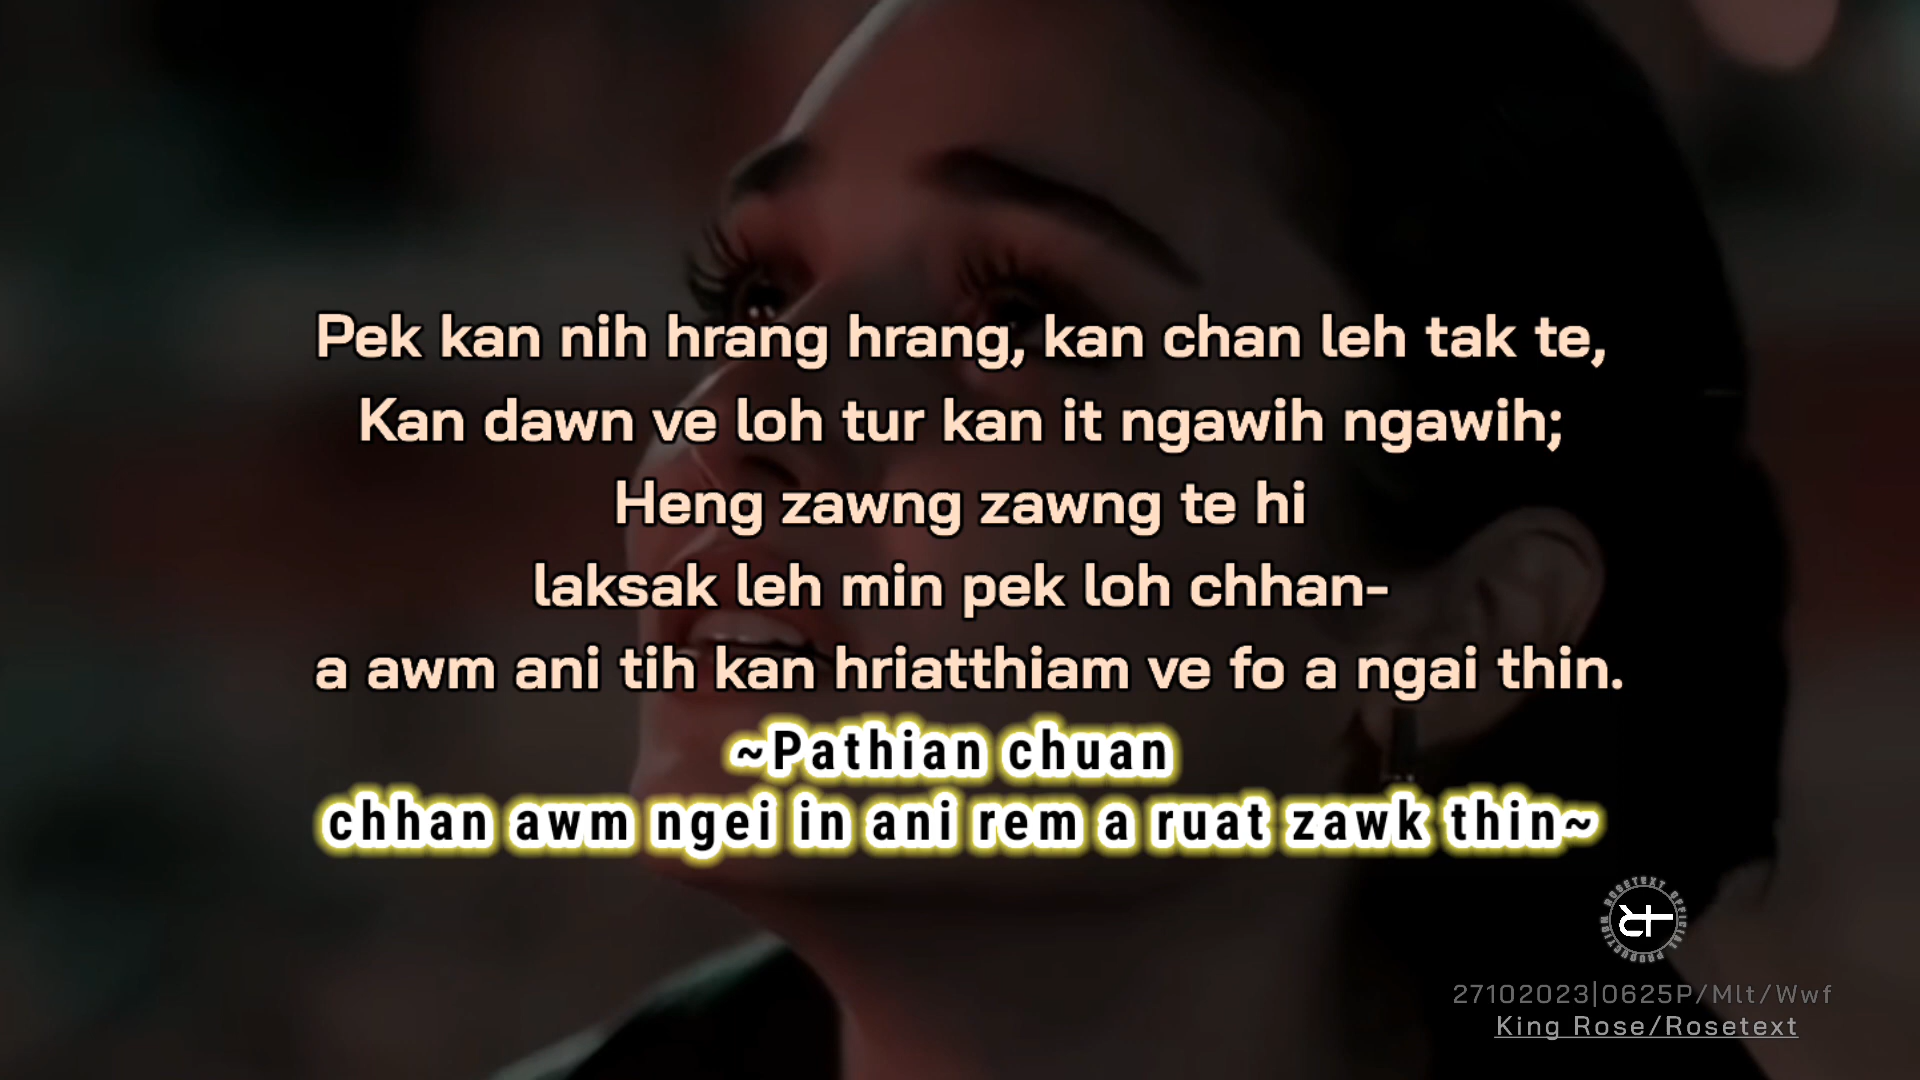 Pek kan nih hrang hrang, kan chan leh tak te,
Kan dawn ve loh tur kan it ngawih ngawih;
Heng zawng zawng te hi
laksak leh min pek loh chhan-
a awm ani tih kan hriatthiam ve fo a ngai thin.
~Pathian chuan
chhan awm ngei in ani rem a ruat zawk thin~
ROSETEXT OFFICIAL PRODUCTION
27102023|0625P/Mlt/Wwf
King Rose/Rosetext